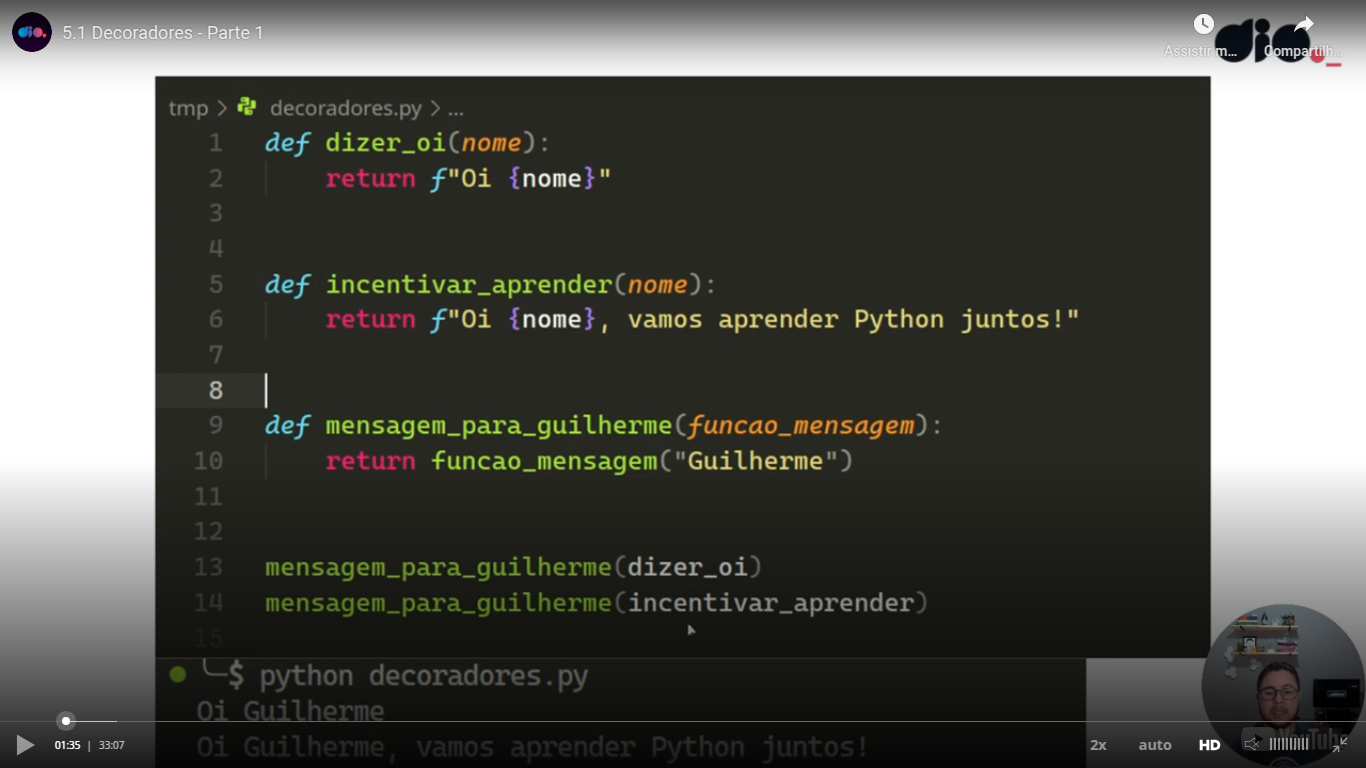 dio.
5.1 Decoradores - Parte 1
Assistir m...
Compartilh...
dio._
tmp > decoradores.py > ...
1 def dizer_oi(nome):
2 return f"Oi {nome}"
3
4
5 def incentivar_aprender(nome):
6 return f"Oi {nome}, vamos aprender Python juntos!"
7
8
9 def mensagem_para_guilherme(funcao_mensagem):
10 return funcao_mensagem("Guilherme")
11
12
13 mensagem_para_guilherme(dizer_oi)
14 mensagem_para_guilherme(incentivar_aprender)
15
$ python decoradores.py
Oi Guilherme
Oi Guilherme, vamos aprender Python juntos!
01:35 | 33:07
2x
auto
HD
YouTube